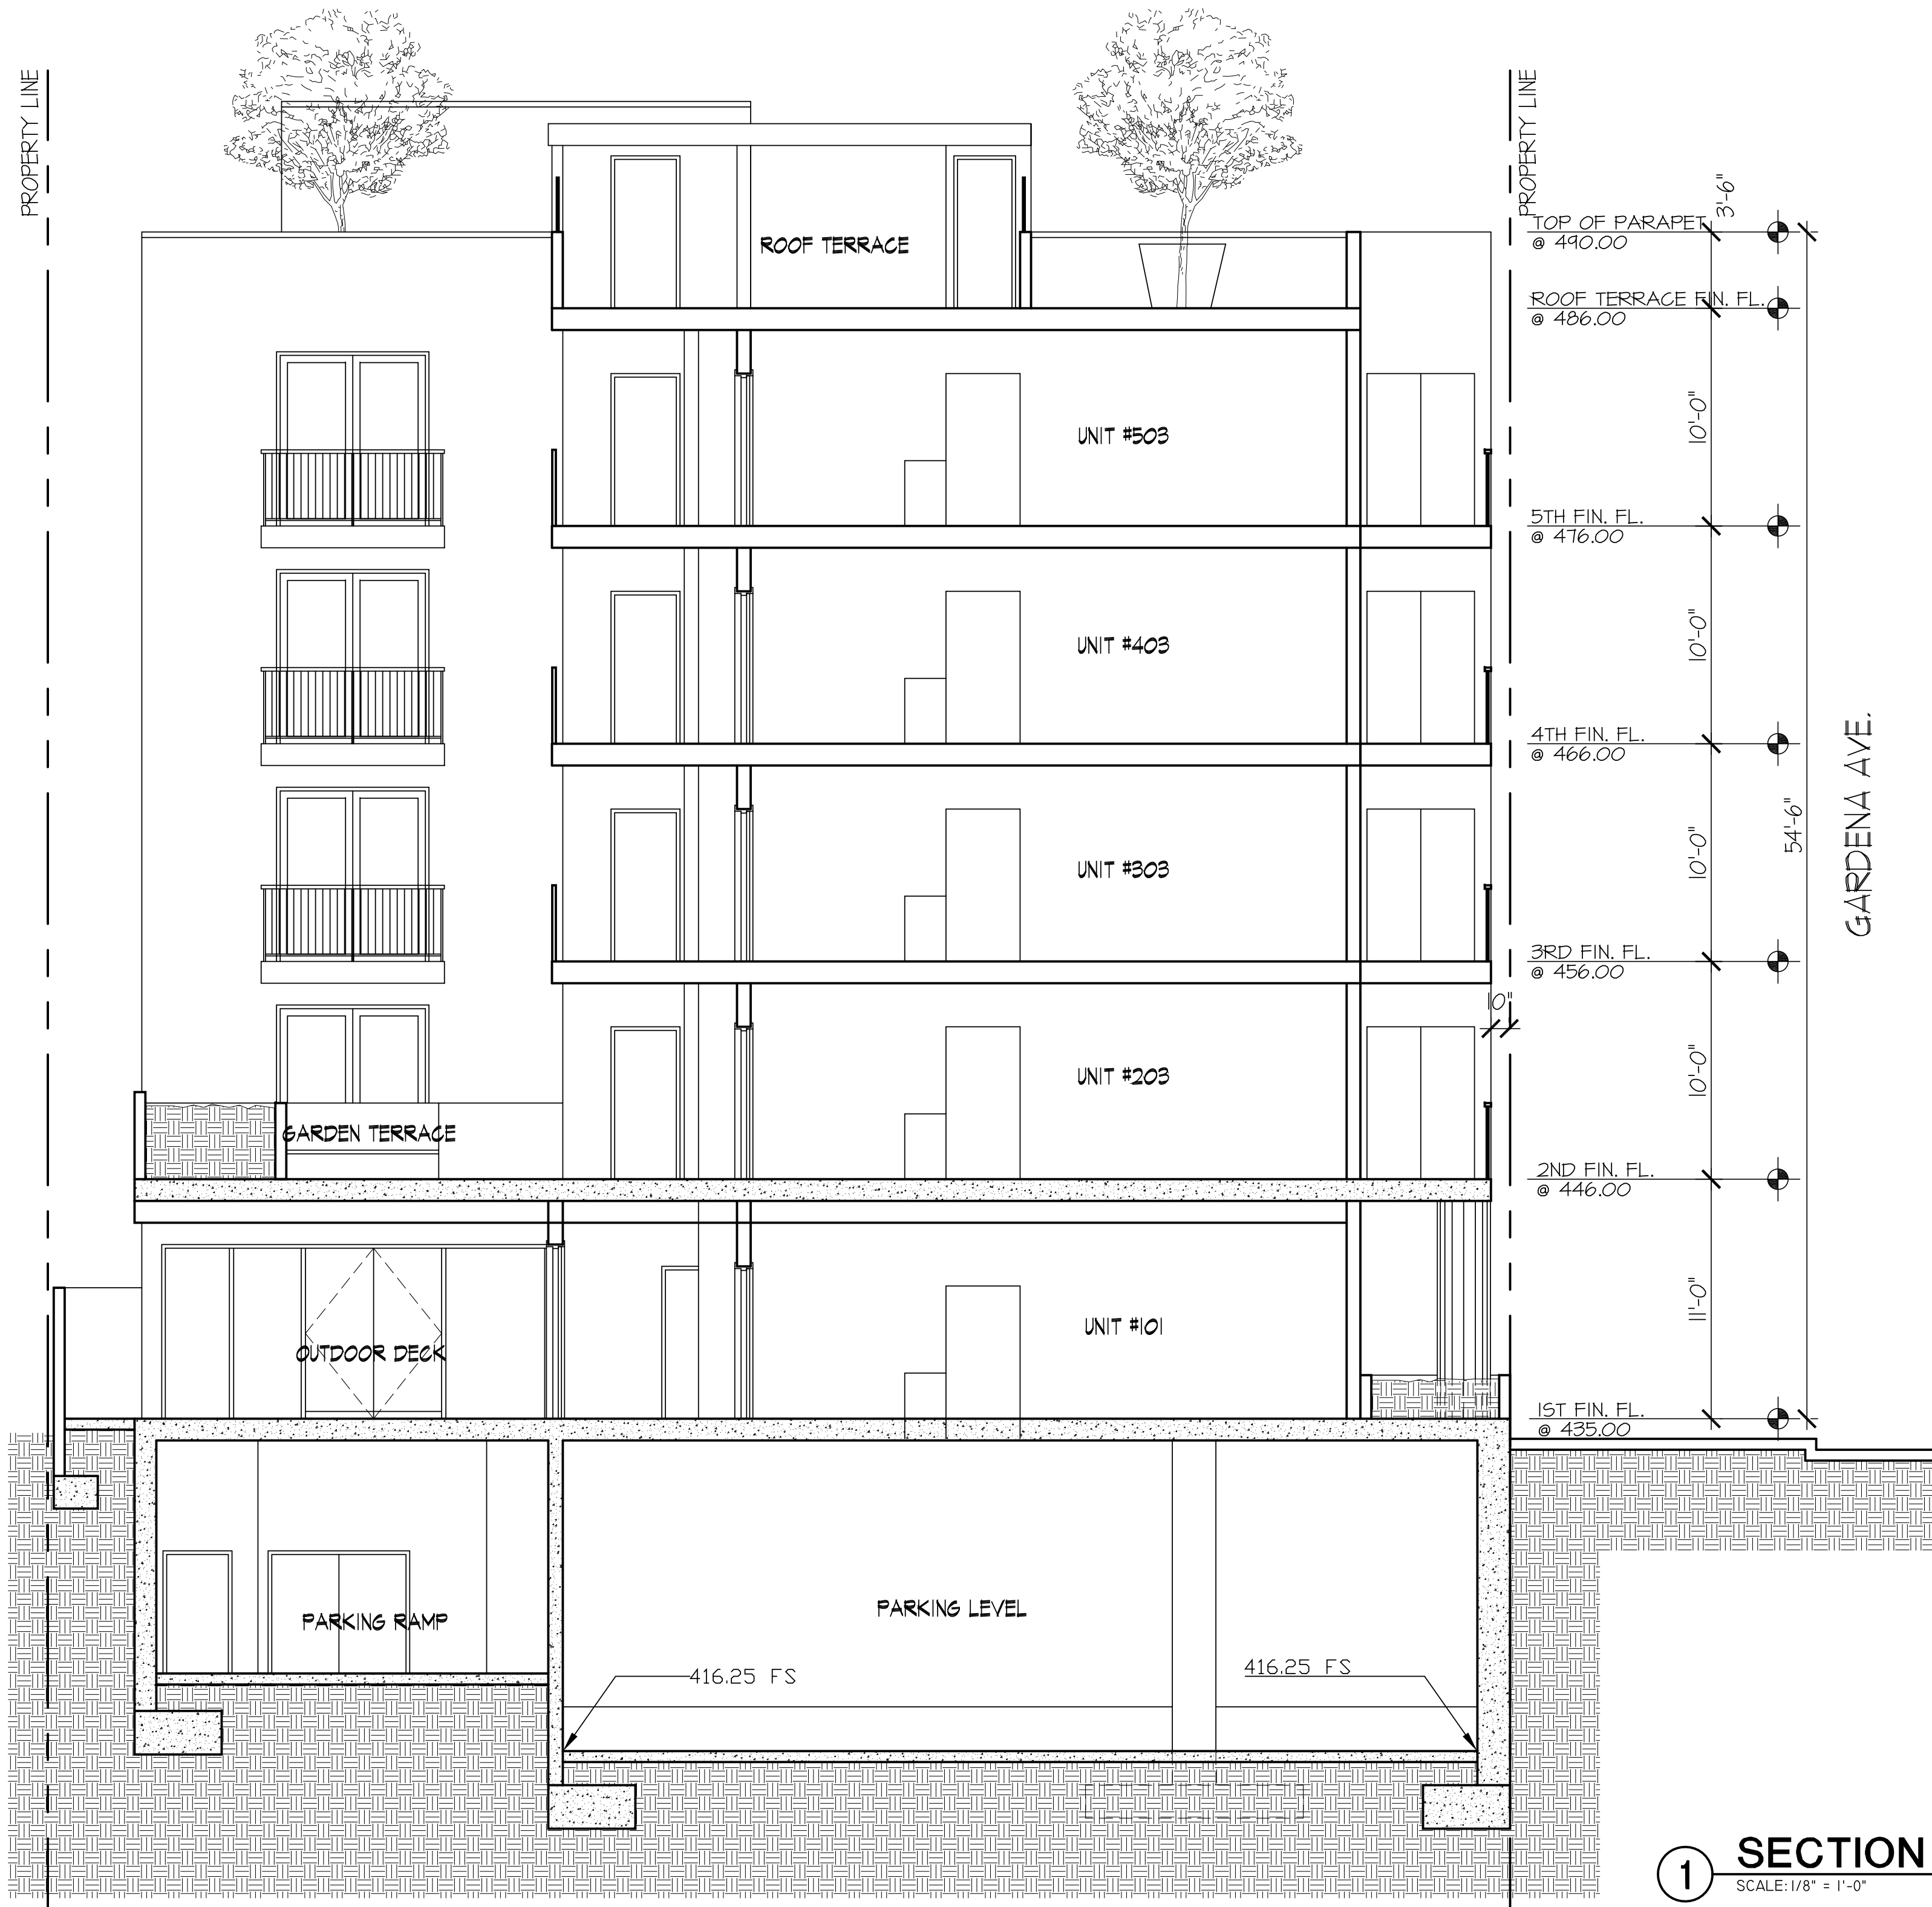 PROPERTY LINE
PROPERTY LINE
3'-6"
TOP OF PARAPET
@ 490.00
ROOF TERRACE
ROOF TERRACE FIN. FL.
@ 486.00
10'-0"
UNIT #503
5TH FIN. FL.
@ 476.00
10'-0"
UNIT #403
4TH FIN. FL.
@ 466.00
GARDENA AVE.
54'-6"
10'-0"
UNIT #303
3RD FIN. FL.
@ 456.00
10"
10'-0"
UNIT #203
GARDEN TERRACE
2ND FIN. FL.
@ 446.00
11'-0"
UNIT #101
OUTDOOR DECK
1ST FIN. FL.
@ 435.00
PARKING RAMP
PARKING LEVEL
416.25 FS
416.25 FS
1
SECTION
SCALE: 1/8" = 1'-0"